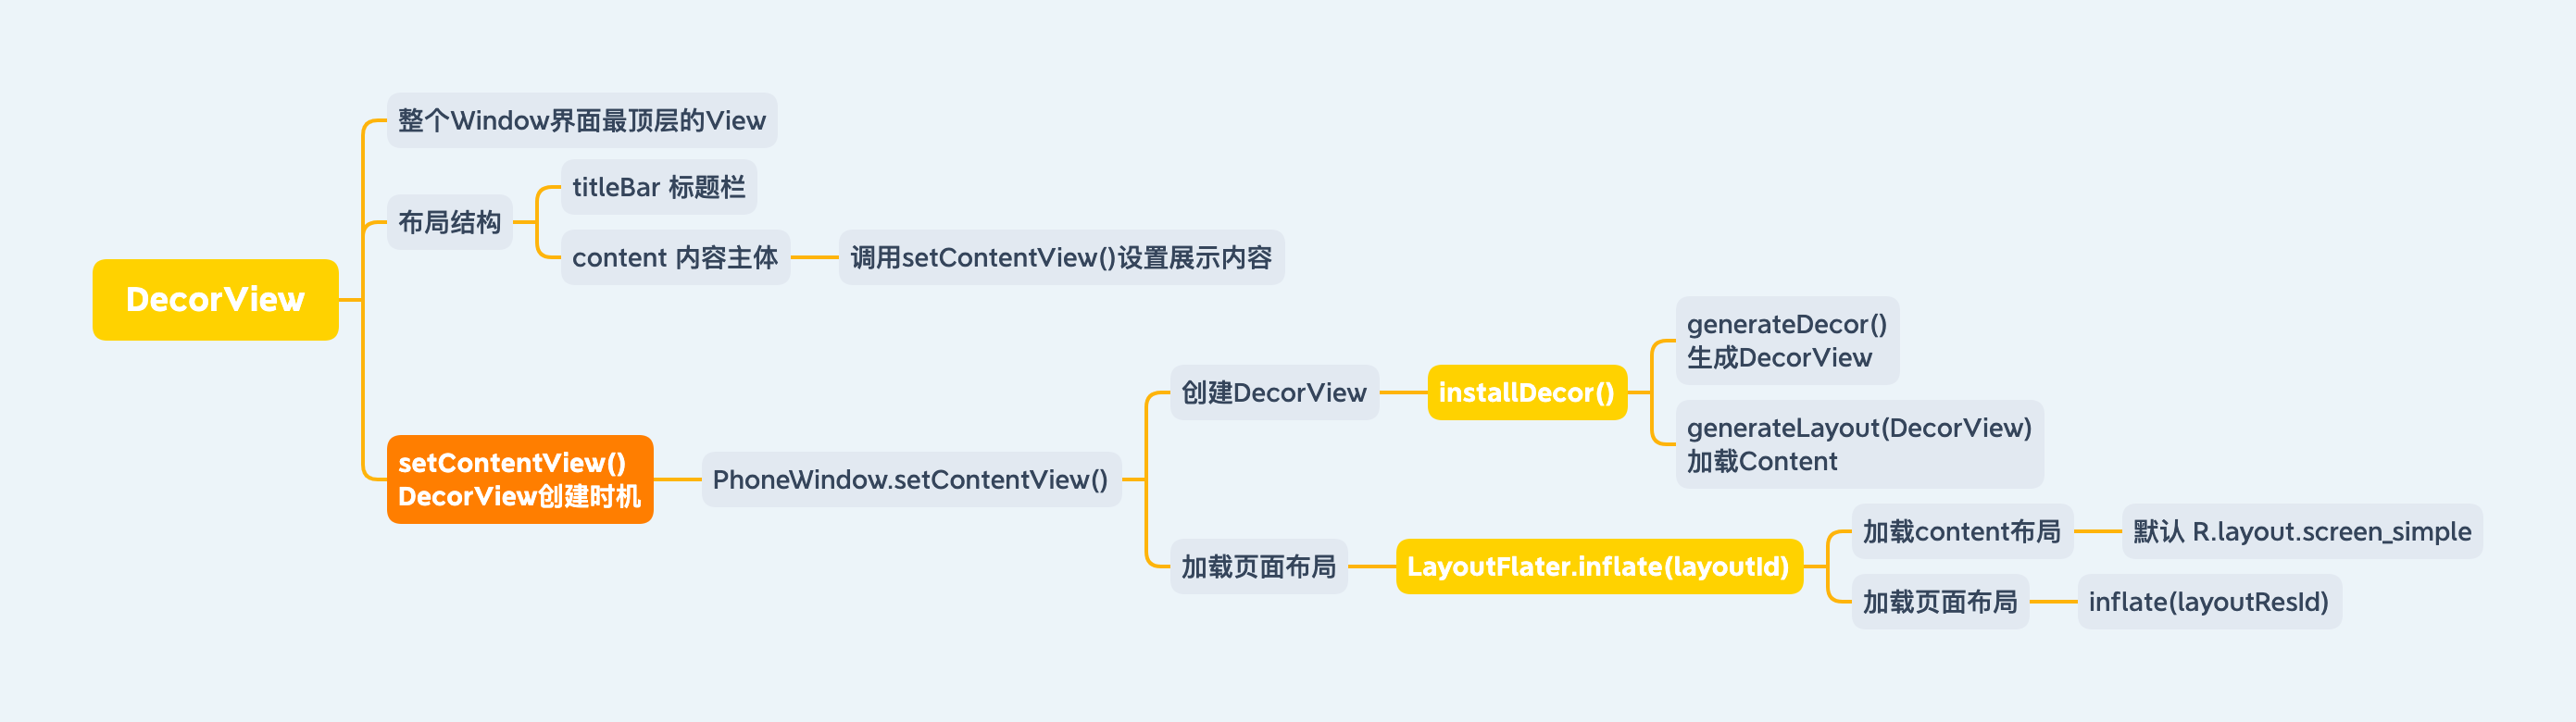 DecorView
整个Window界面最顶层的View
布局结构
titleBar 标题栏
content 内容主体
调用setContentView()设置展示内容
setContentView()
DecorView创建时机
PhoneWindow.setContentView()
创建DecorView
installDecor()
generateDecor()
生成DecorView
generateLayout(DecorView)
加载Content
加载页面布局
LayoutFlater.inflate(layoutId)
加载content布局
默认 R.layout.screen_simple
加载页面布局
inflate(layoutResId)